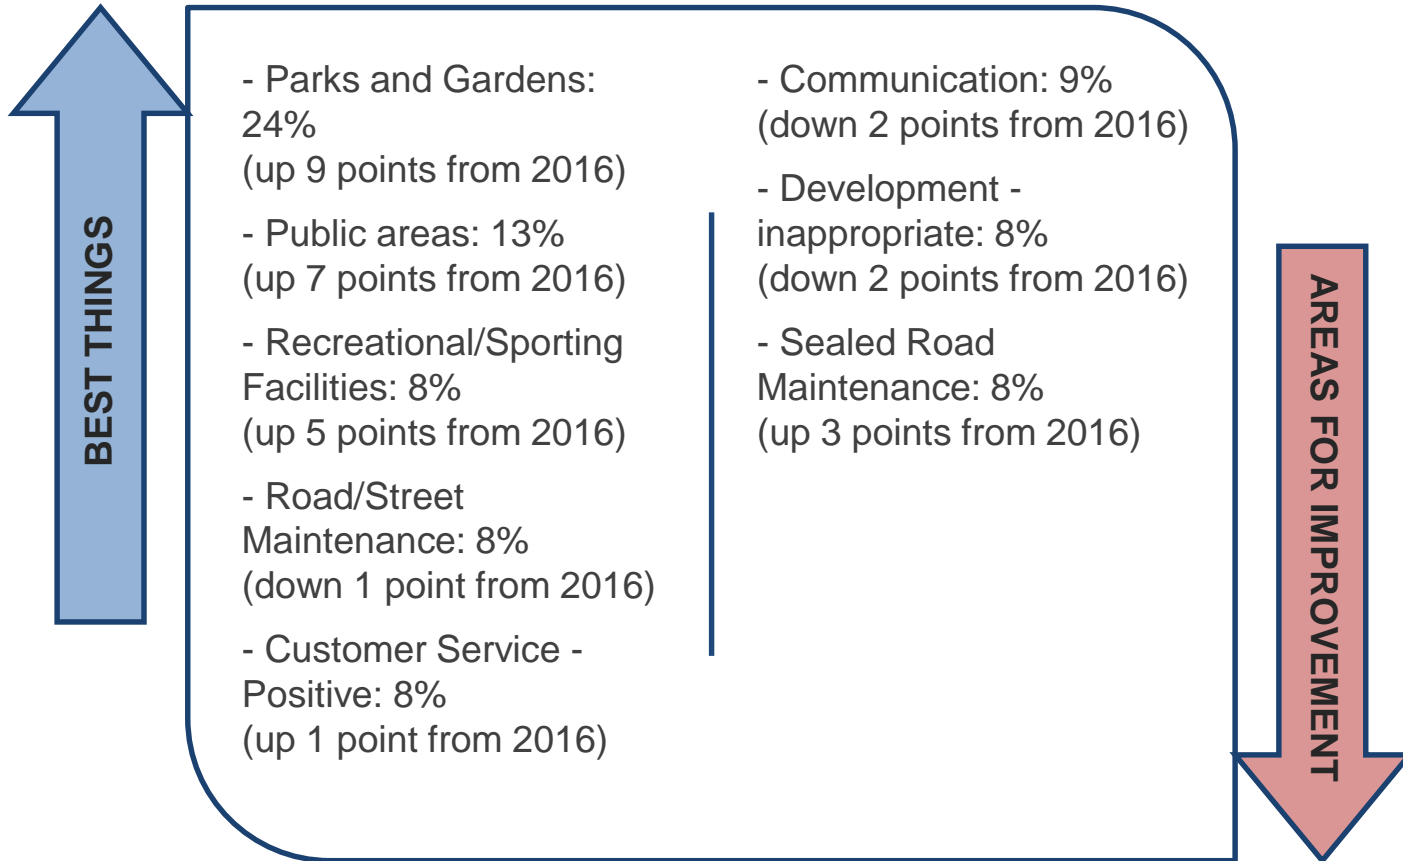 BEST THINGS
- Parks and Gardens:
24%
(up 9 points from 2016)
- Public areas: 13%
(up 7 points from 2016)
- Recreational/Sporting
Facilities: 8%
(up 5 points from 2016)
- Road/Street
Maintenance: 8%
(down 1 point from 2016)
- Customer Service -
Positive: 8%
(up 1 point from 2016)
- Communication: 9%
(down 2 points from 2016)
- Development -
inappropriate: 8%
(down 2 points from 2016)
- Sealed Road
Maintenance: 8%
(up 3 points from 2016)
AREAS FOR IMPROVEMENT